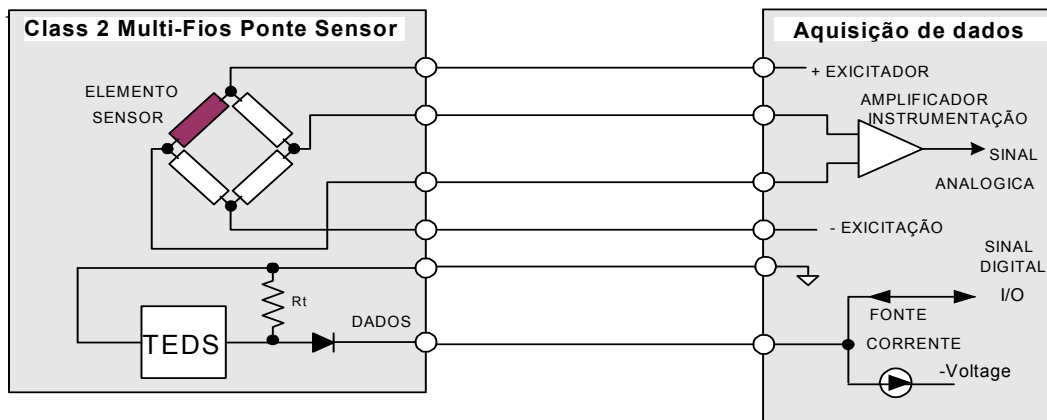 Class 2 Multi-Fios Ponte Sensor
ELEMENTO
SENSOR
Rt
DADOS
TEDS
Aquisição de dados
+ EXICITADOR
AMPLIFICADOR
INSTRUMENTAÇÃO
SINAL
ANALOGICA
- EXICITAÇÃO
SINAL
DIGITAL
I/O
FONTE
CORRENTE
-Voltage